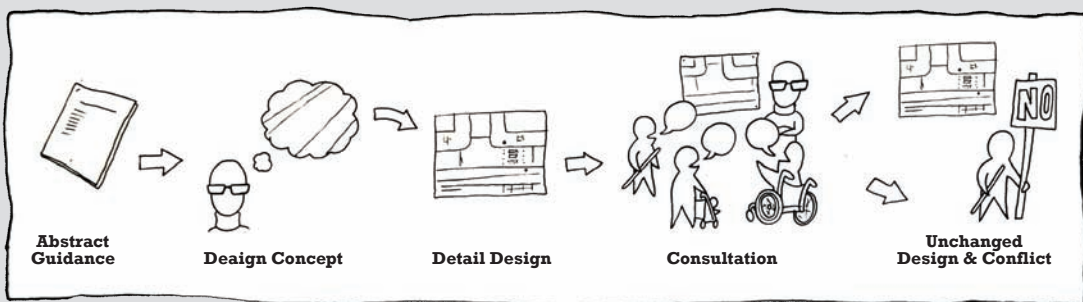 NO
Abstract
Guidance
Deaign Concept
Detail Design
Consultation
Unchanged
Design & Conflict